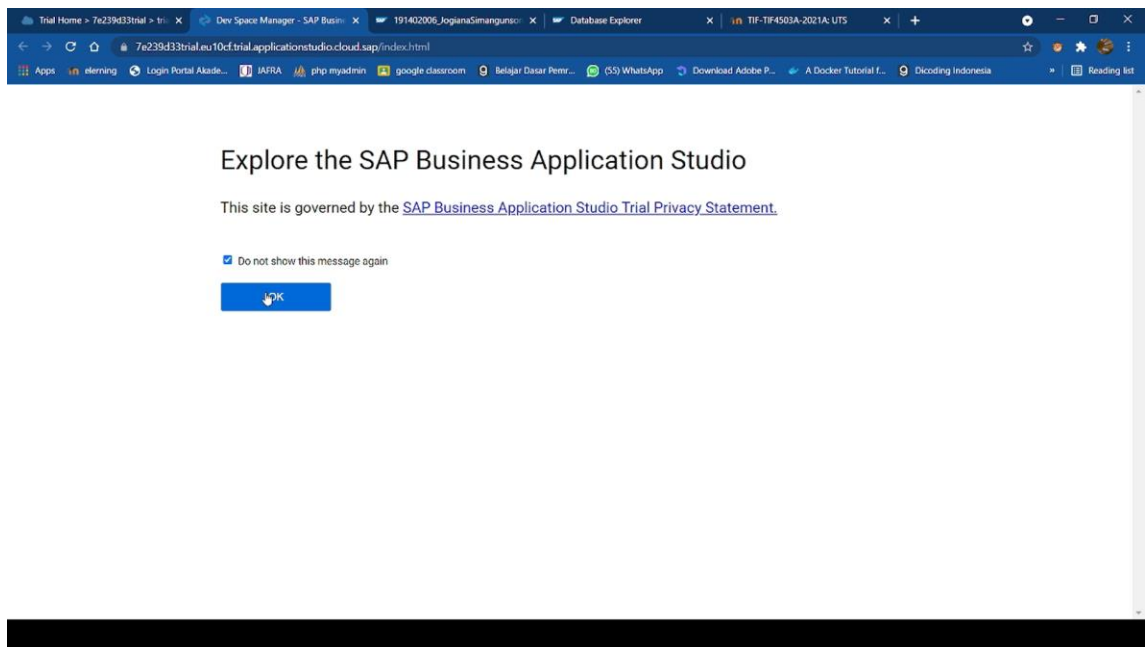 Trial Home > 7e239d33trial > tria
Dev Space Manager - SAP Busine
191402006_JogianaSimangunson
Database Explorer
TIF-TIF4503A-2021A: UTS
7e239d33trial.eu10cf.trial.applicationstudio.cloud.sap/index.html
Apps
elerning
Login Portal Akade...
IAFRA
php myadmin
google classroom
Belajar Dasar Pemr...
(55) WhatsApp
Download Adobe P...
A Docker Tutorial f...
Dicoding Indonesia
»
Reading list
Explore the SAP Business Application Studio
This site is governed by the SAP Business Application Studio Trial Privacy Statement.
Do not show this message again
OK